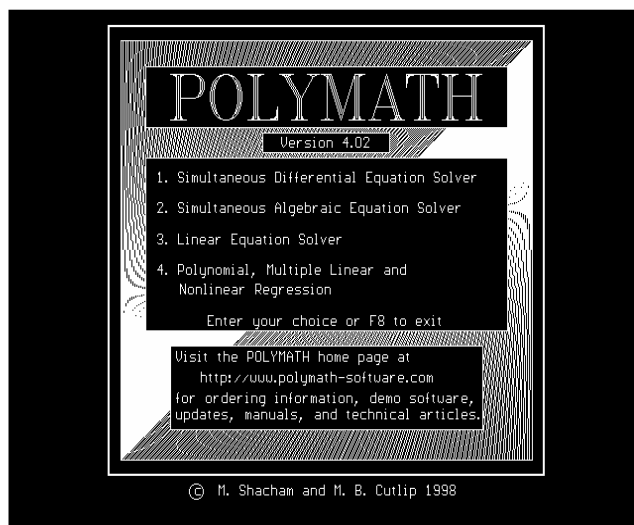 POLYMATH
Version 4.02
1. Simultaneous Differential Equation Solver
2. Simultaneous Algebraic Equation Solver
3. Linear Equation Solver
4. Polynomial, Multiple Linear and
Nonlinear Regression
Enter your choice or F8 to exit
Visit the POLYMATH home page at
http://www.polymath-software.com
for ordering information, demo software,
updates, manuals, and technical articles.
© M. Shacham and M. B. Cutlip 1998